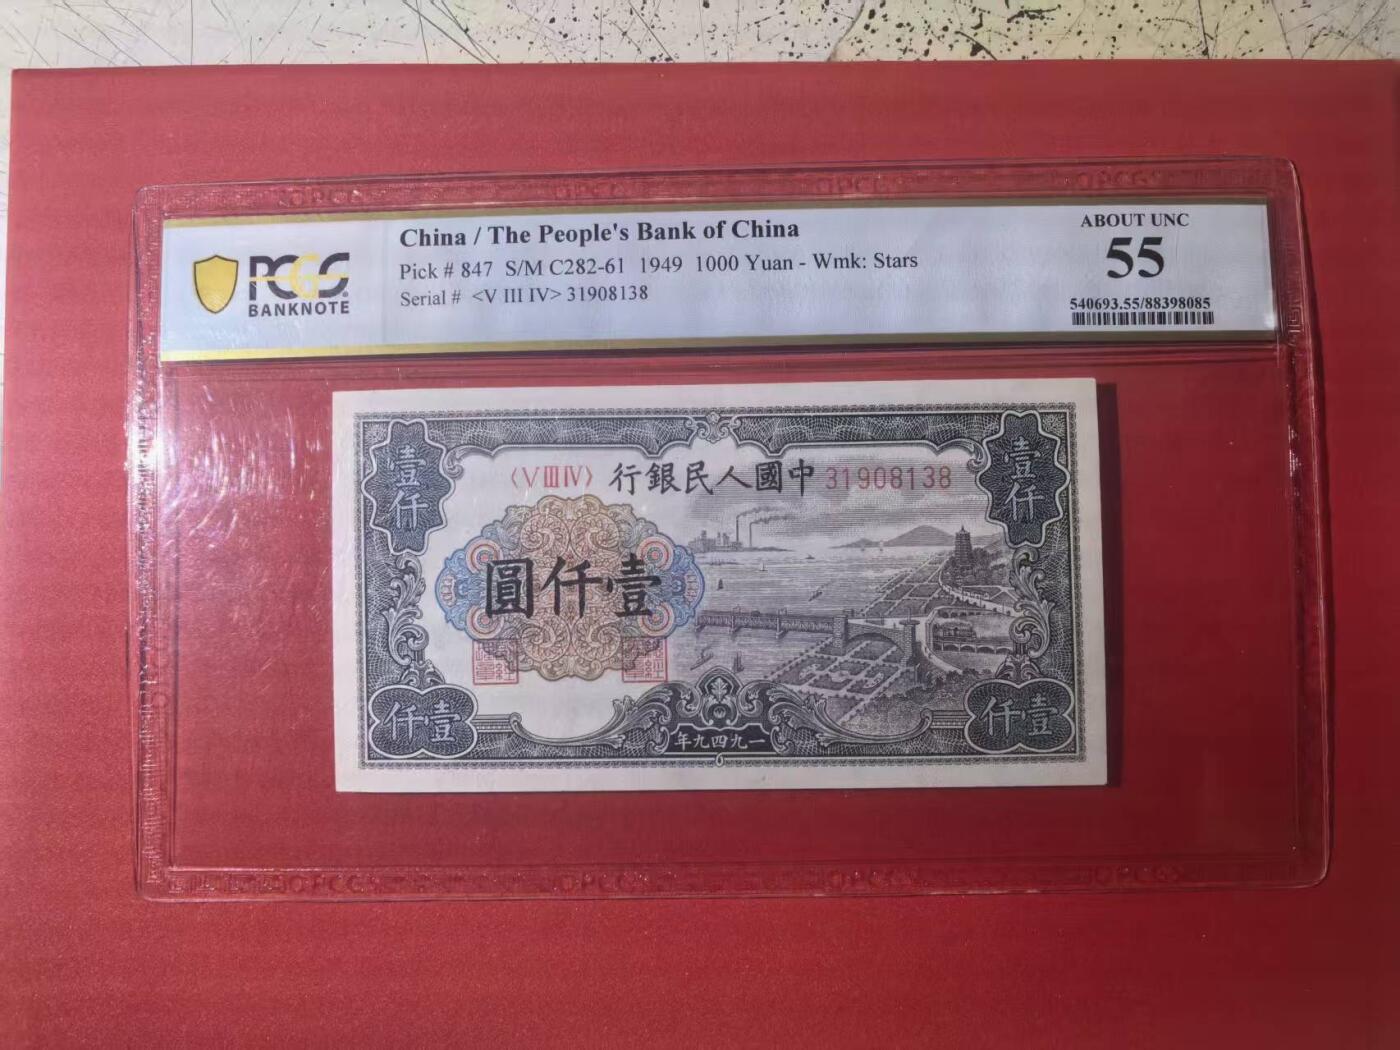 China / The People's Bank of China
Pick # 847 S/M C282-61 1949 1000 Yuan - Wmk: Stars
Serial # <V III IV> 31908138
PCGS
BANKNOTE
ABOUT UNC
55
540693.55/88398085
壹仟
壹仟
〈V III IV〉 行銀民人國中 31908138
圓仟壹
仟壹
仟壹
年九四九一